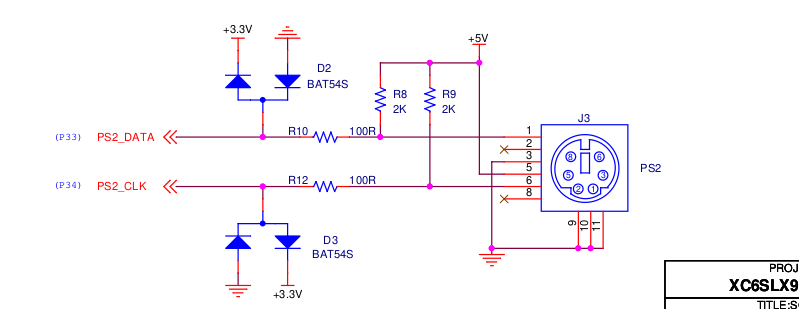 +3.3V
+5V
D2
BAT54S
R8
2K
R9
2K
J3
(P33) PS2_DATA R10 100R 1
2
3
5
6
8
8 6
5 3
2 1
PS2
(P34) PS2_CLK R12 100R
D3
BAT54S
9 10 11
+3.3V
PROJ
XC6SLX9
TITLE:S